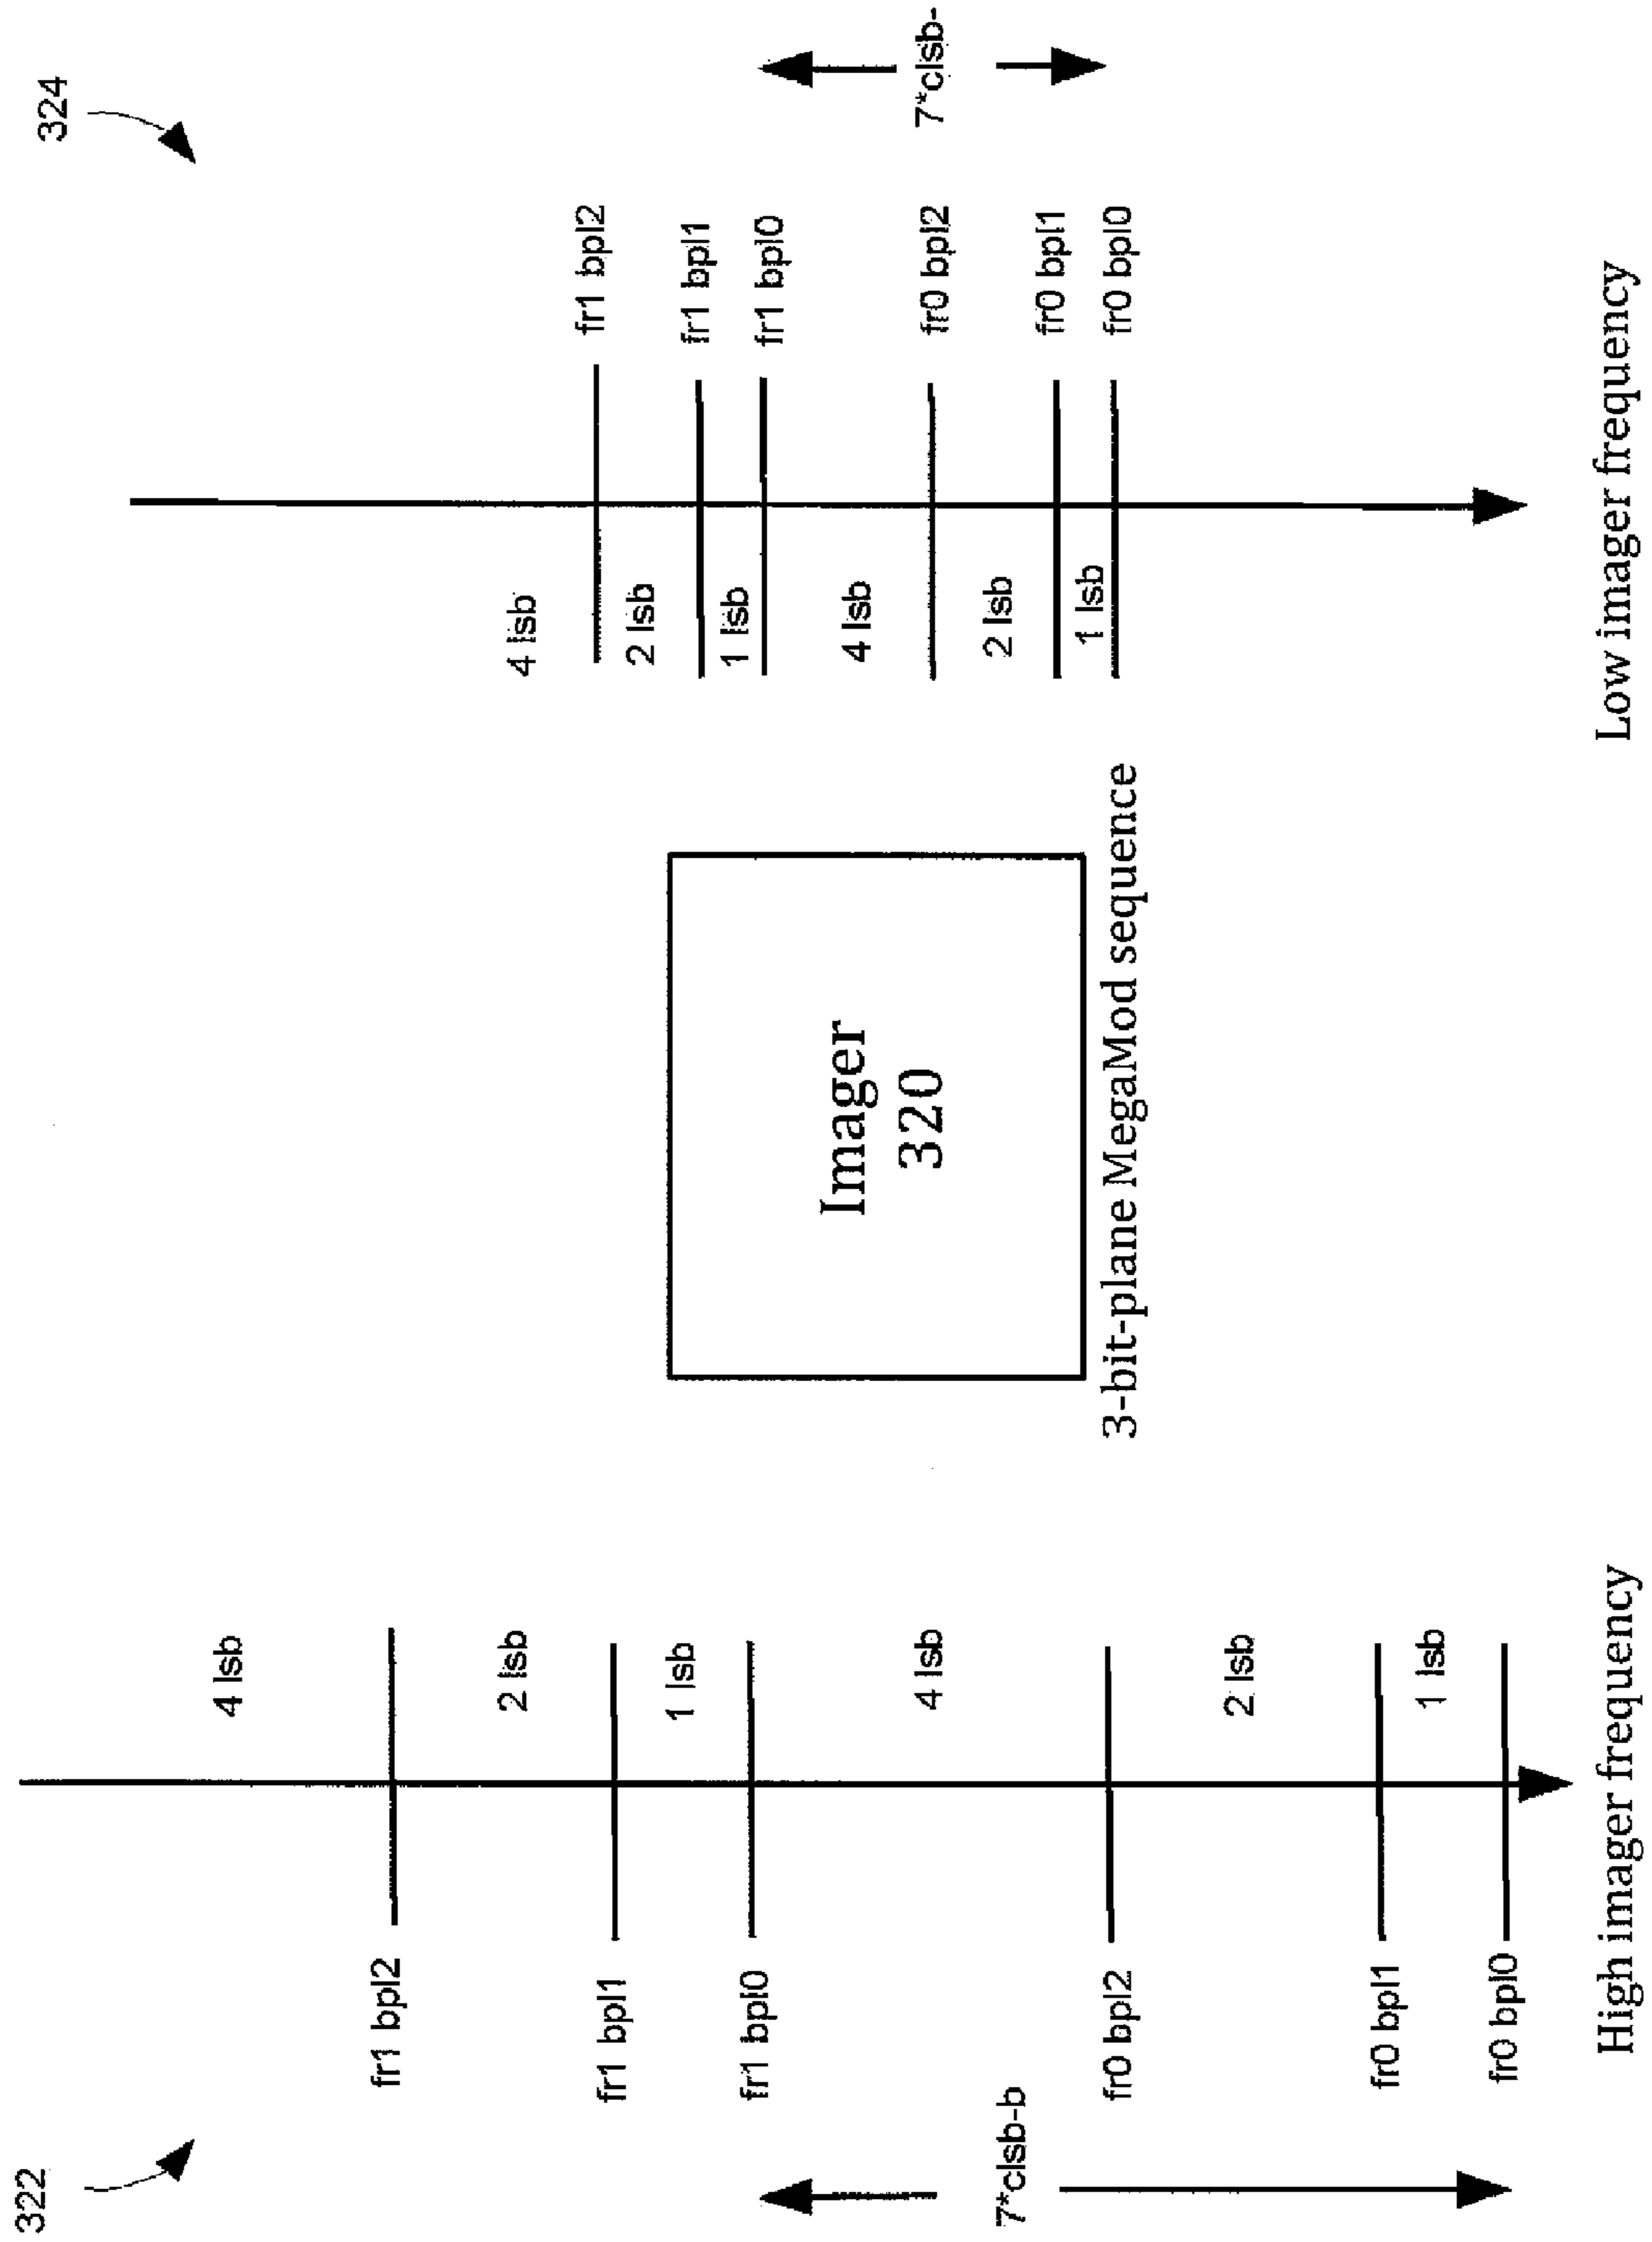 322
4 lsb
fr1 bpl2
2 lsb
fr1 bpl1
1 lsb
fr1 bpl0
4 lsb
7*clsb-b
fr0 bpl2
2 lsb
fr0 bpl1
1 lsb
fr0 bpl0
High imager frequency
Imager
320
3-bit-plane MegaMod sequence
324
4 lsb
fr1 bpl2
2 lsb
fr1 bpl1
1 lsb
fr1 bpl0
4 lsb
7*clsb-
fr0 bpl2
2 lsb
fr0 bpl1
1 lsb
fr0 bpl0
Low imager frequency